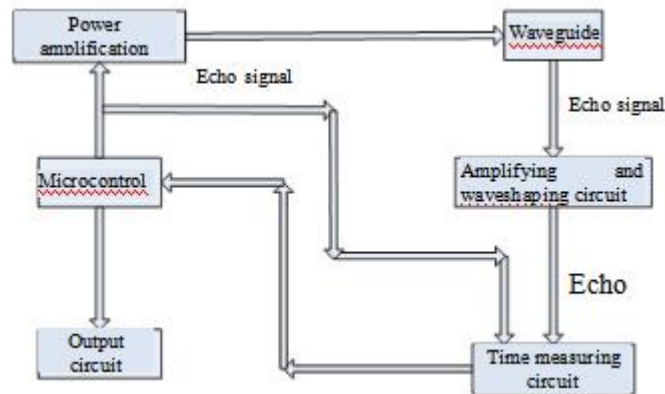 Power
amplification
Waveguide
Echo signal
Echo signal
Microcontrol
Amplifying and
waveshaping circuit
Echo
Output
circuit
Time measuring
circuit